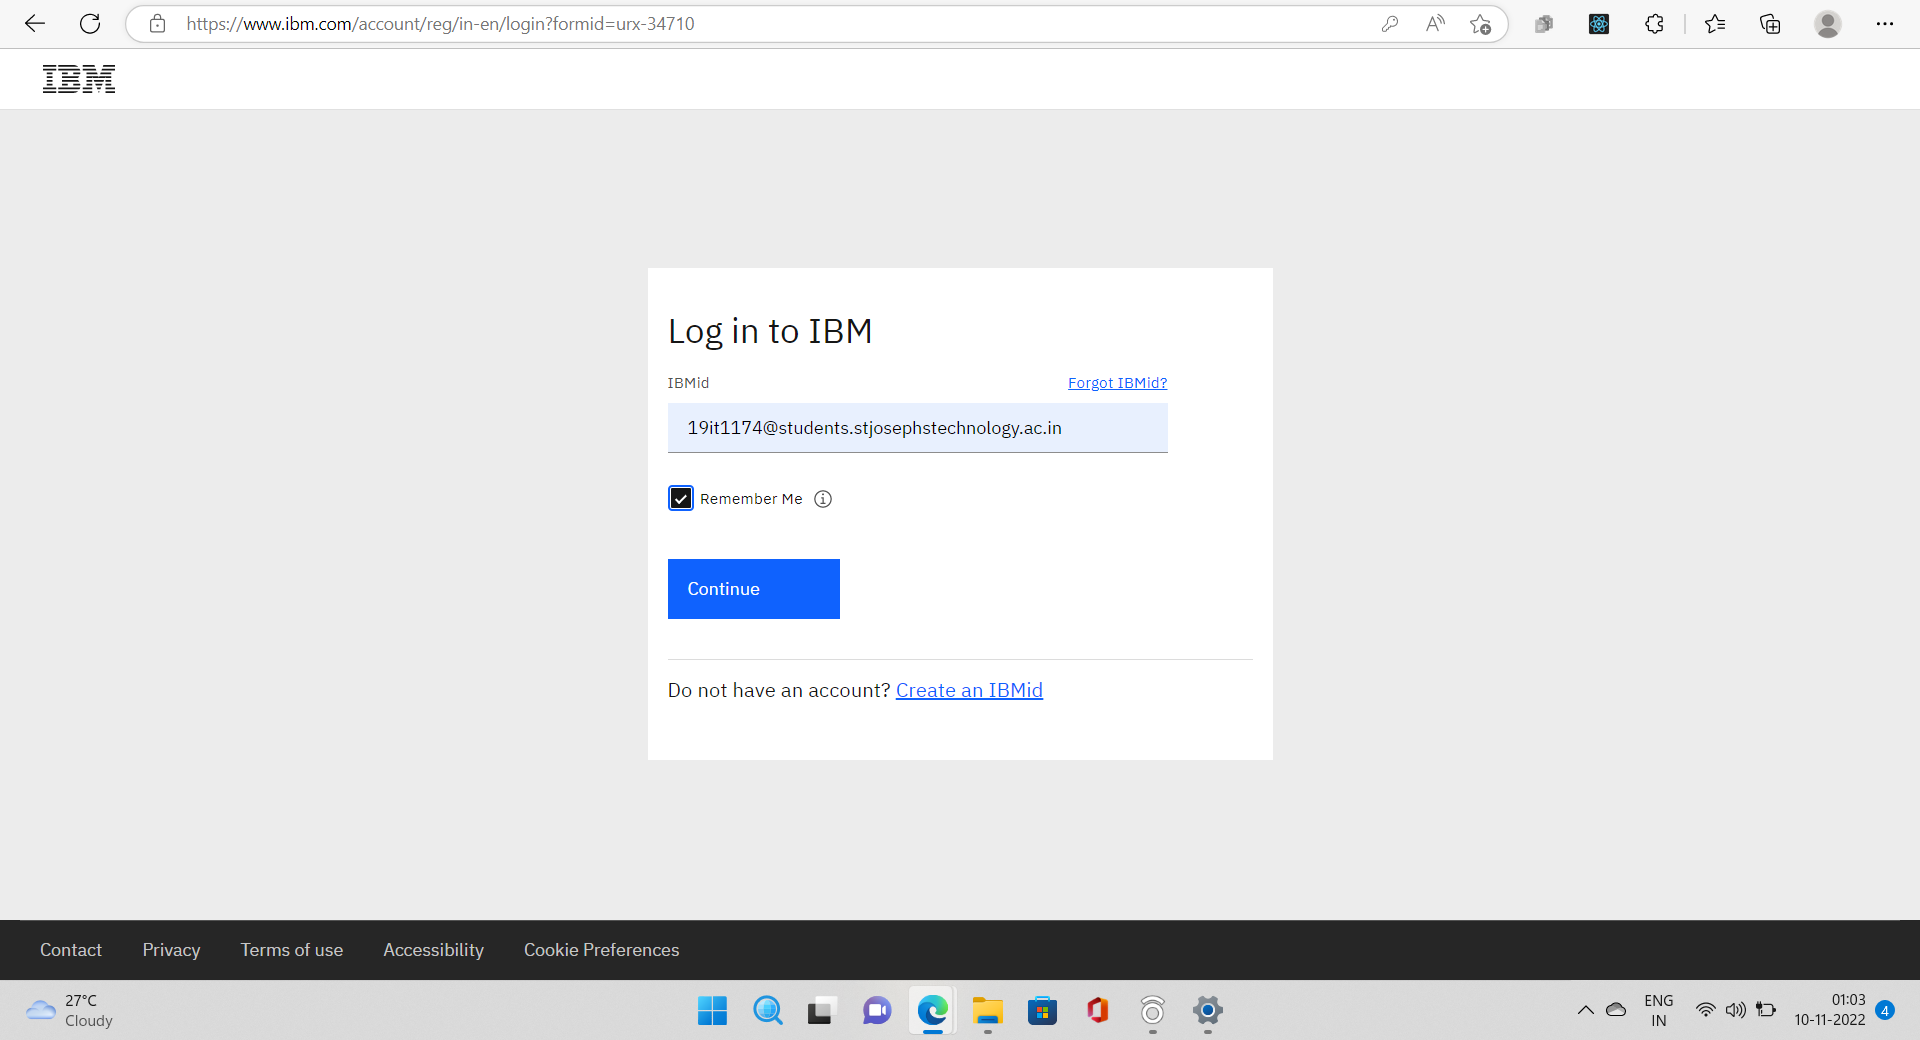 https://www.ibm.com/account/reg/in-en/login?formid=urx-34710
IBM
Log in to IBM
IBMid Forgot IBMid?
19it1174@students.stjosephstechnology.ac.in
Remember Me
Continue
Do not have an account? Create an IBMid
Contact Privacy Terms of use Accessibility Cookie Preferences
27°C
Cloudy
ENG
IN
01:03
10-11-2022
4